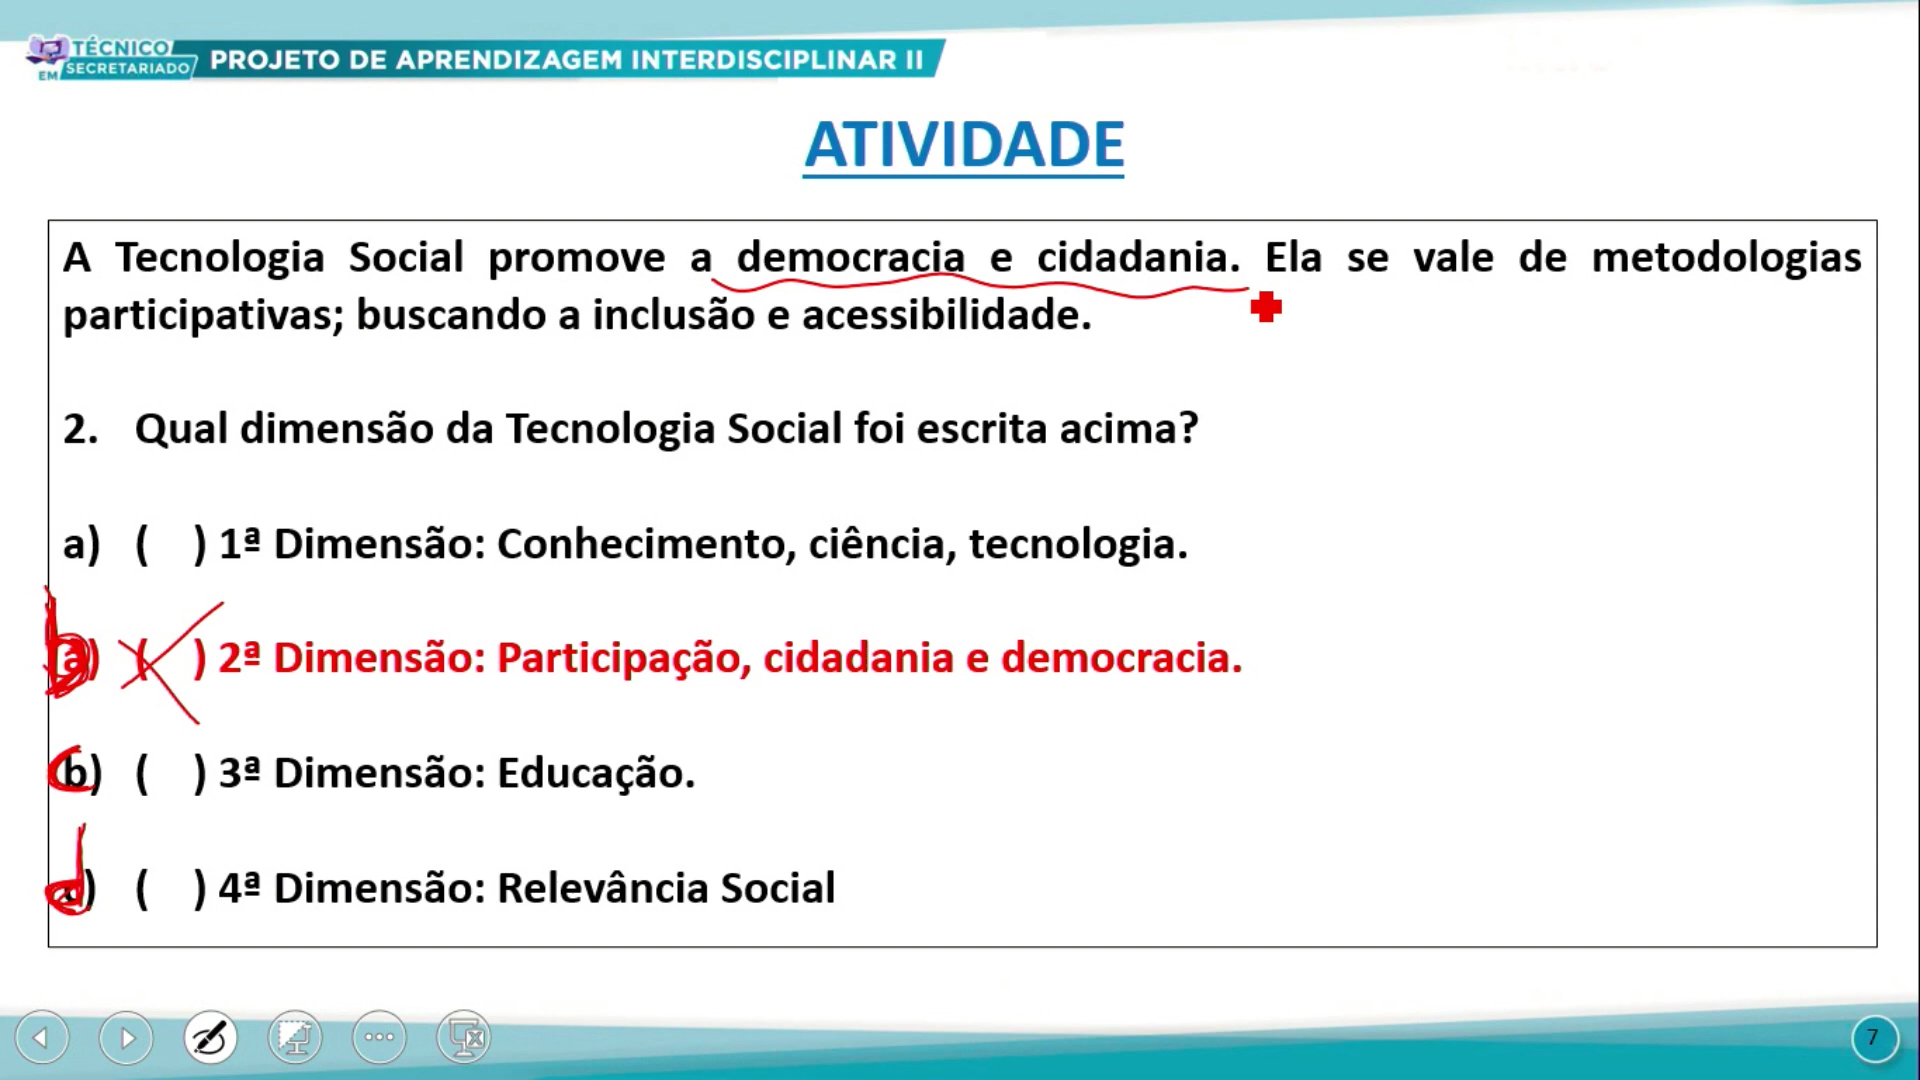 TÉCNICO
EM SECRETARIADO
PROJETO DE APRENDIZAGEM INTERDISCIPLINAR II
ATIVIDADE
A Tecnologia Social promove a democracia e cidadania. Ela se vale de metodologias
participativas; buscando a inclusão e acessibilidade.
2. Qual dimensão da Tecnologia Social foi escrita acima?
a) ( ) 1ª Dimensão: Conhecimento, ciência, tecnologia.
b) ( ) 2ª Dimensão: Participação, cidadania e democracia.
c) ( ) 3ª Dimensão: Educação.
d) ( ) 4ª Dimensão: Relevância Social
7